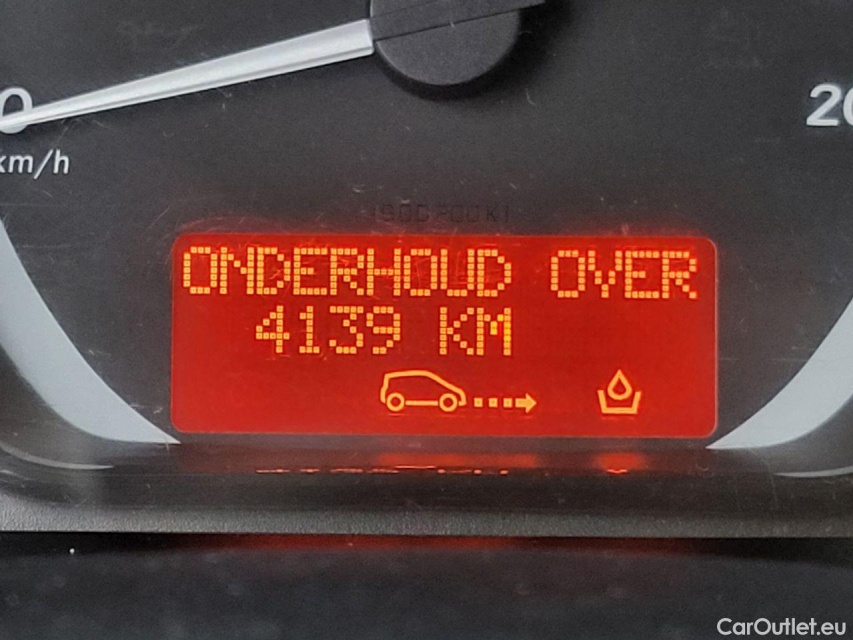 0
20
km/h
ONDERHOUD OVER
4139 KM
CarOutlet.eu